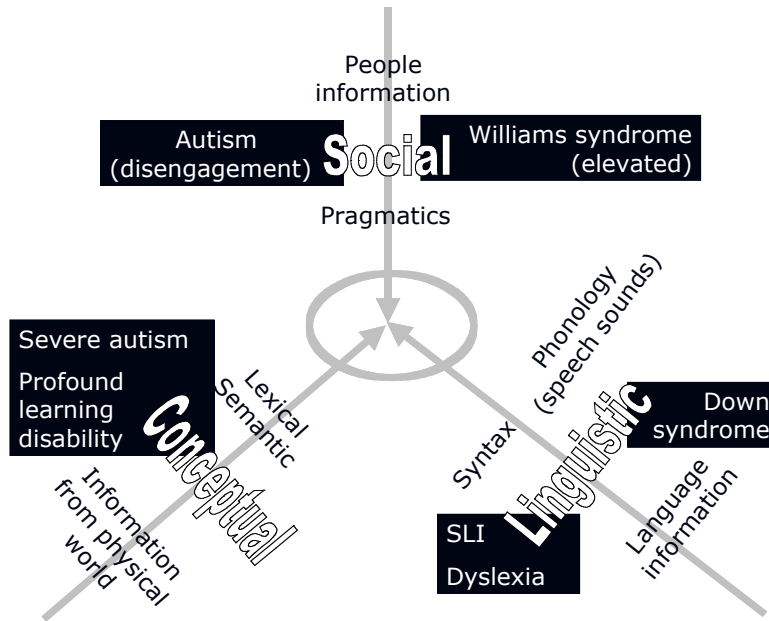 People
information
Autism
(disengagement)
Social
Williams syndrome
(elevated)
Pragmatics
Severe autism
Profound
learning
disability
Lexical
Semantic
Conceptual
Information
from physical
world
Phonology
(speech sounds)
Syntax
Linguistic
Down
syndrome
Language
information
SLI
Dyslexia